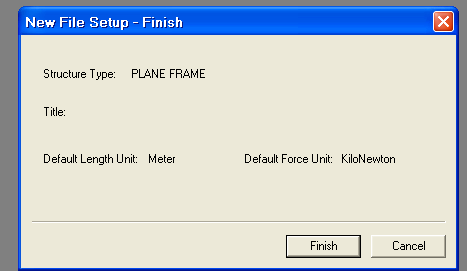 New File Setup - Finish
Structure Type: PLANE FRAME
Title:
Default Length Unit: Meter Default Force Unit: KiloNewton
Finish Cancel